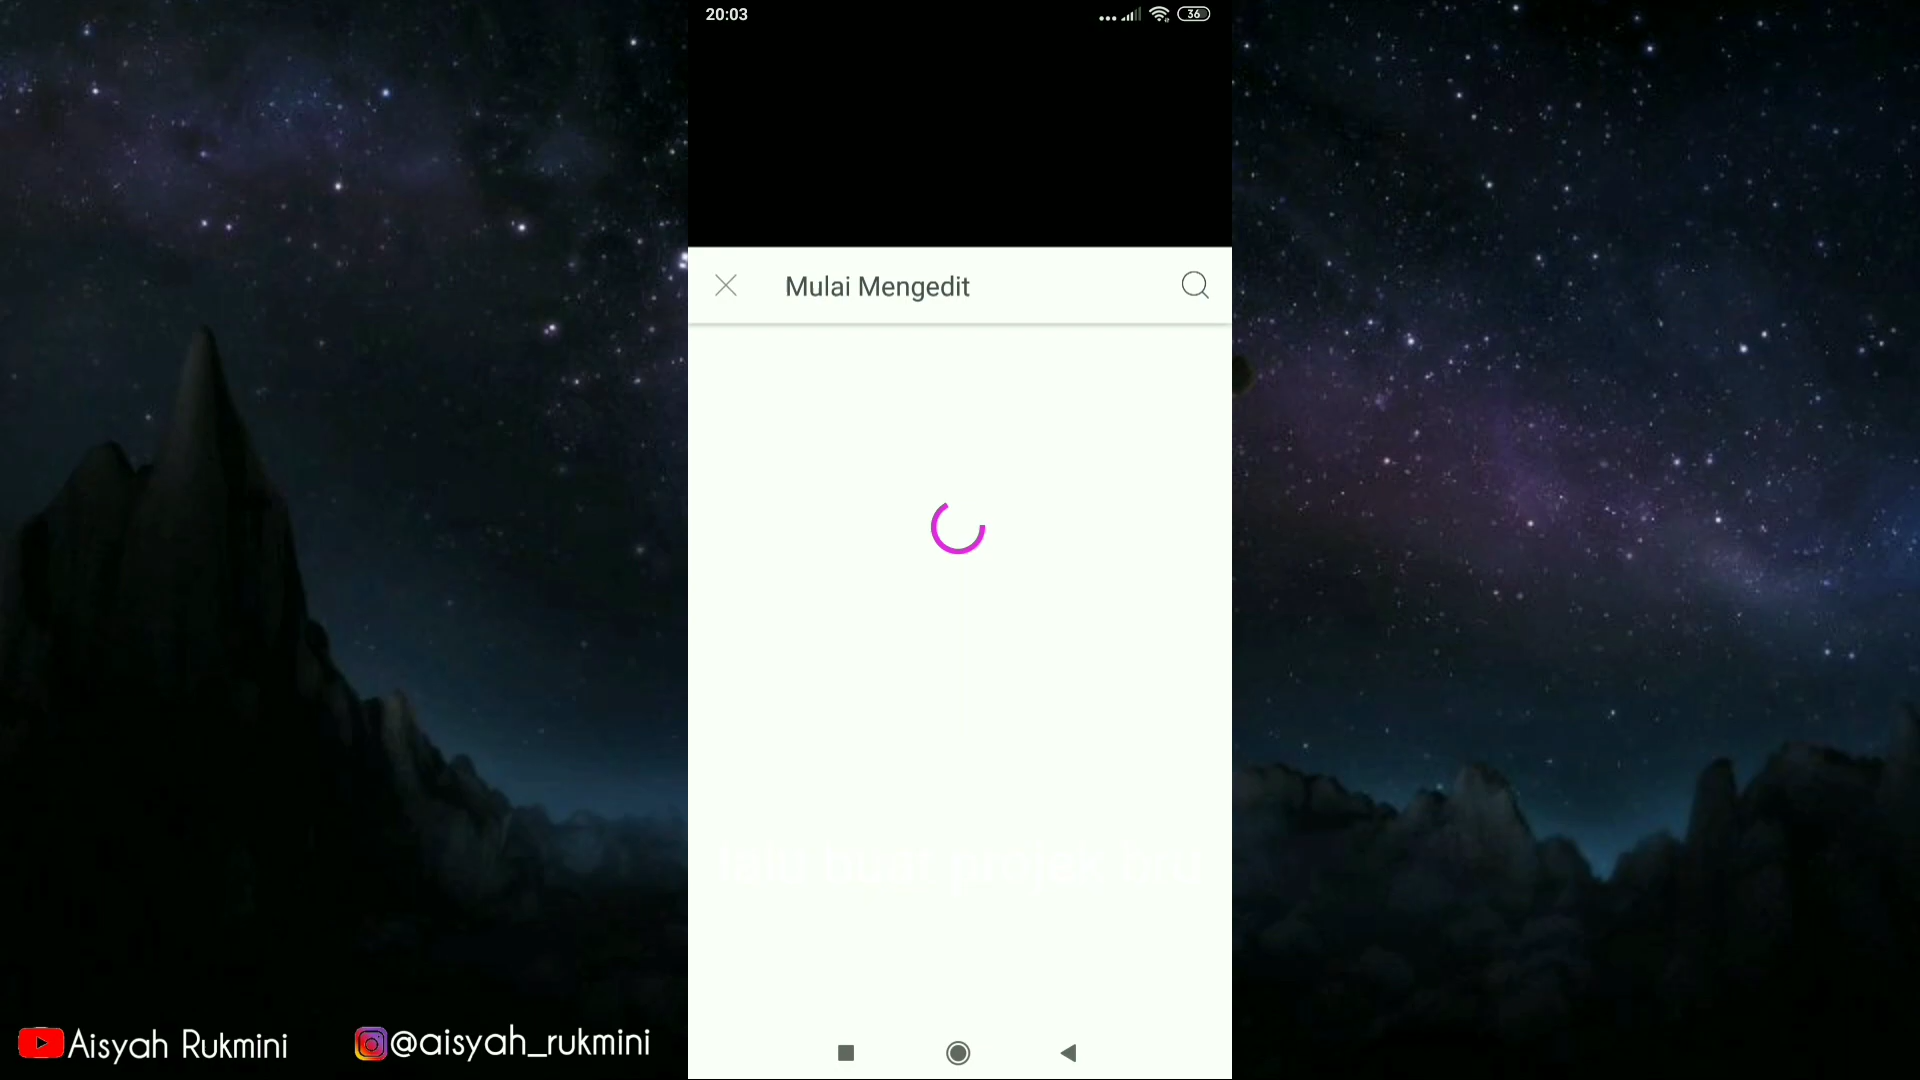 20:03
36
Mulai Mengedit
Aisyah Rukmini
@aisyah_rukmini